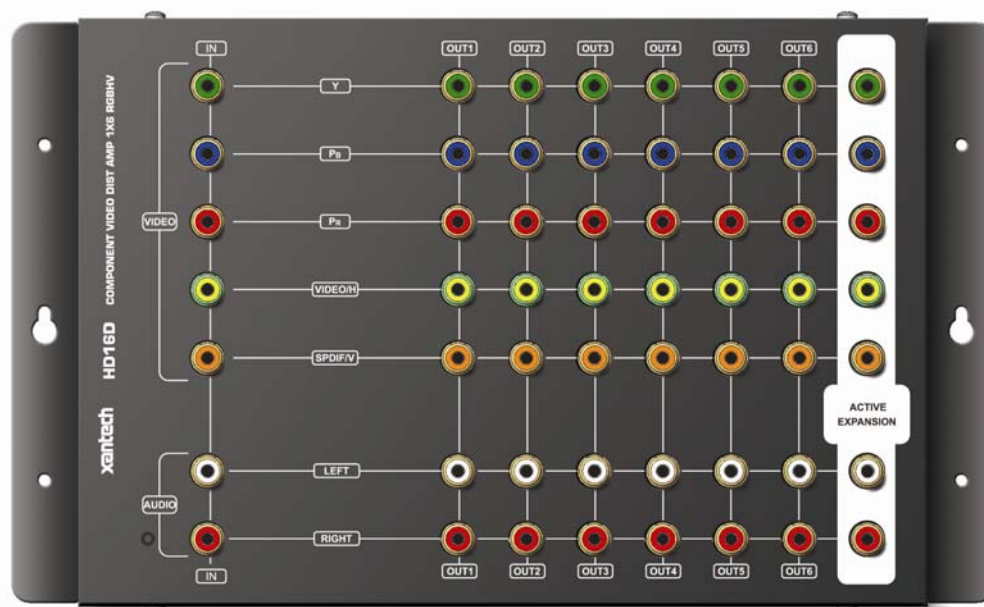 IN
OUT1 OUT2 OUT3 OUT4 OUT5 OUT6
Y
PB
PR
VIDEO/H
SPDIF/V
VIDEO
ACTIVE
EXPANSION
LEFT
RIGHT
AUDIO
IN
OUT1 OUT2 OUT3 OUT4 OUT5 OUT6
xantech HD16D COMPONENT VIDEO DIST AMP 1X6 RGBHV